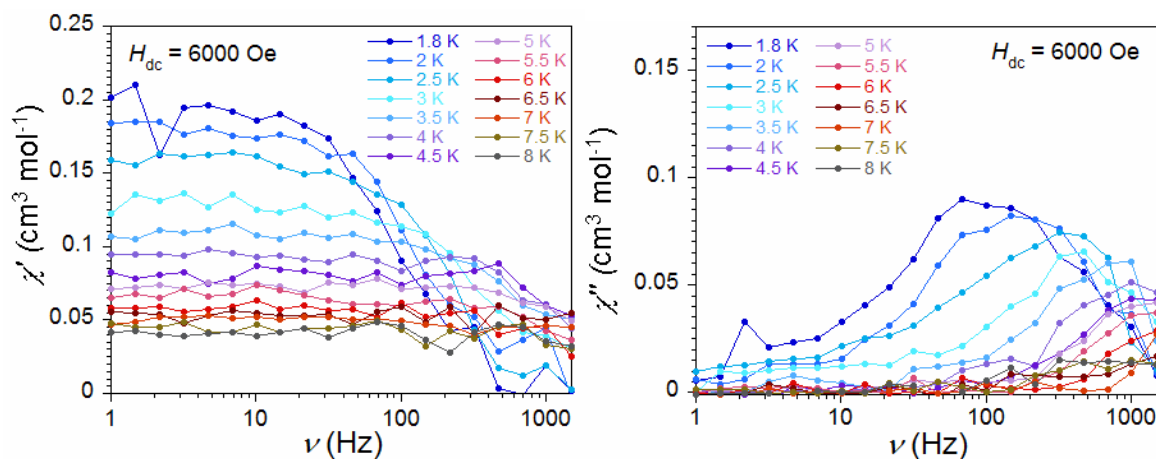 0.25
0.2
0.15
0.1
0.05
0
χ′ (cm³ mol⁻¹)
H_dc = 6000 Oe
1.8 K
2 K
2.5 K
3 K
3.5 K
4 K
4.5 K
5 K
5.5 K
6 K
6.5 K
7 K
7.5 K
8 K
1
10
100
1000
ν (Hz)
0.15
0.1
0.05
0
χ″ (cm³ mol⁻¹)
1.8 K
2 K
2.5 K
3 K
3.5 K
4 K
4.5 K
5 K
5.5 K
6 K
6.5 K
7 K
7.5 K
8 K
H_dc = 6000 Oe
1
10
100
1000
ν (Hz)